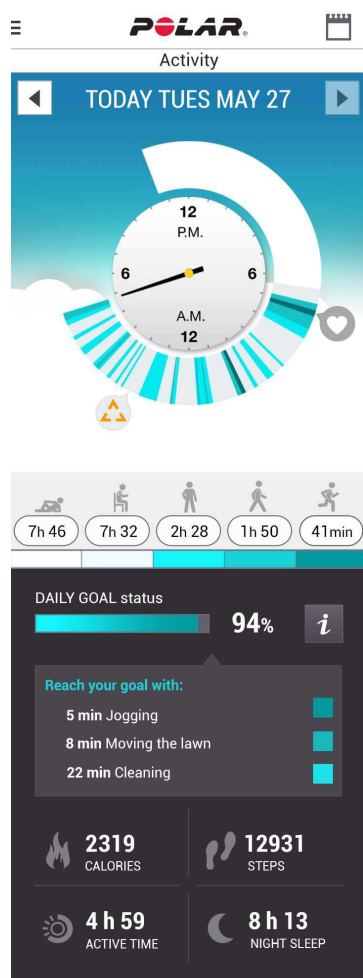 POLAR
Activity
TODAY TUES MAY 27
12
P.M.
6 6
A.M.
12
7h 46 7h 32 2h 28 1h 50 41min
DAILY GOAL status
94%
i
Reach your goal with:
5 min Jogging
8 min Moving the lawn
22 min Cleaning
2319 12931
CALORIES STEPS
4 h 59 8 h 13
ACTIVE TIME NIGHT SLEEP